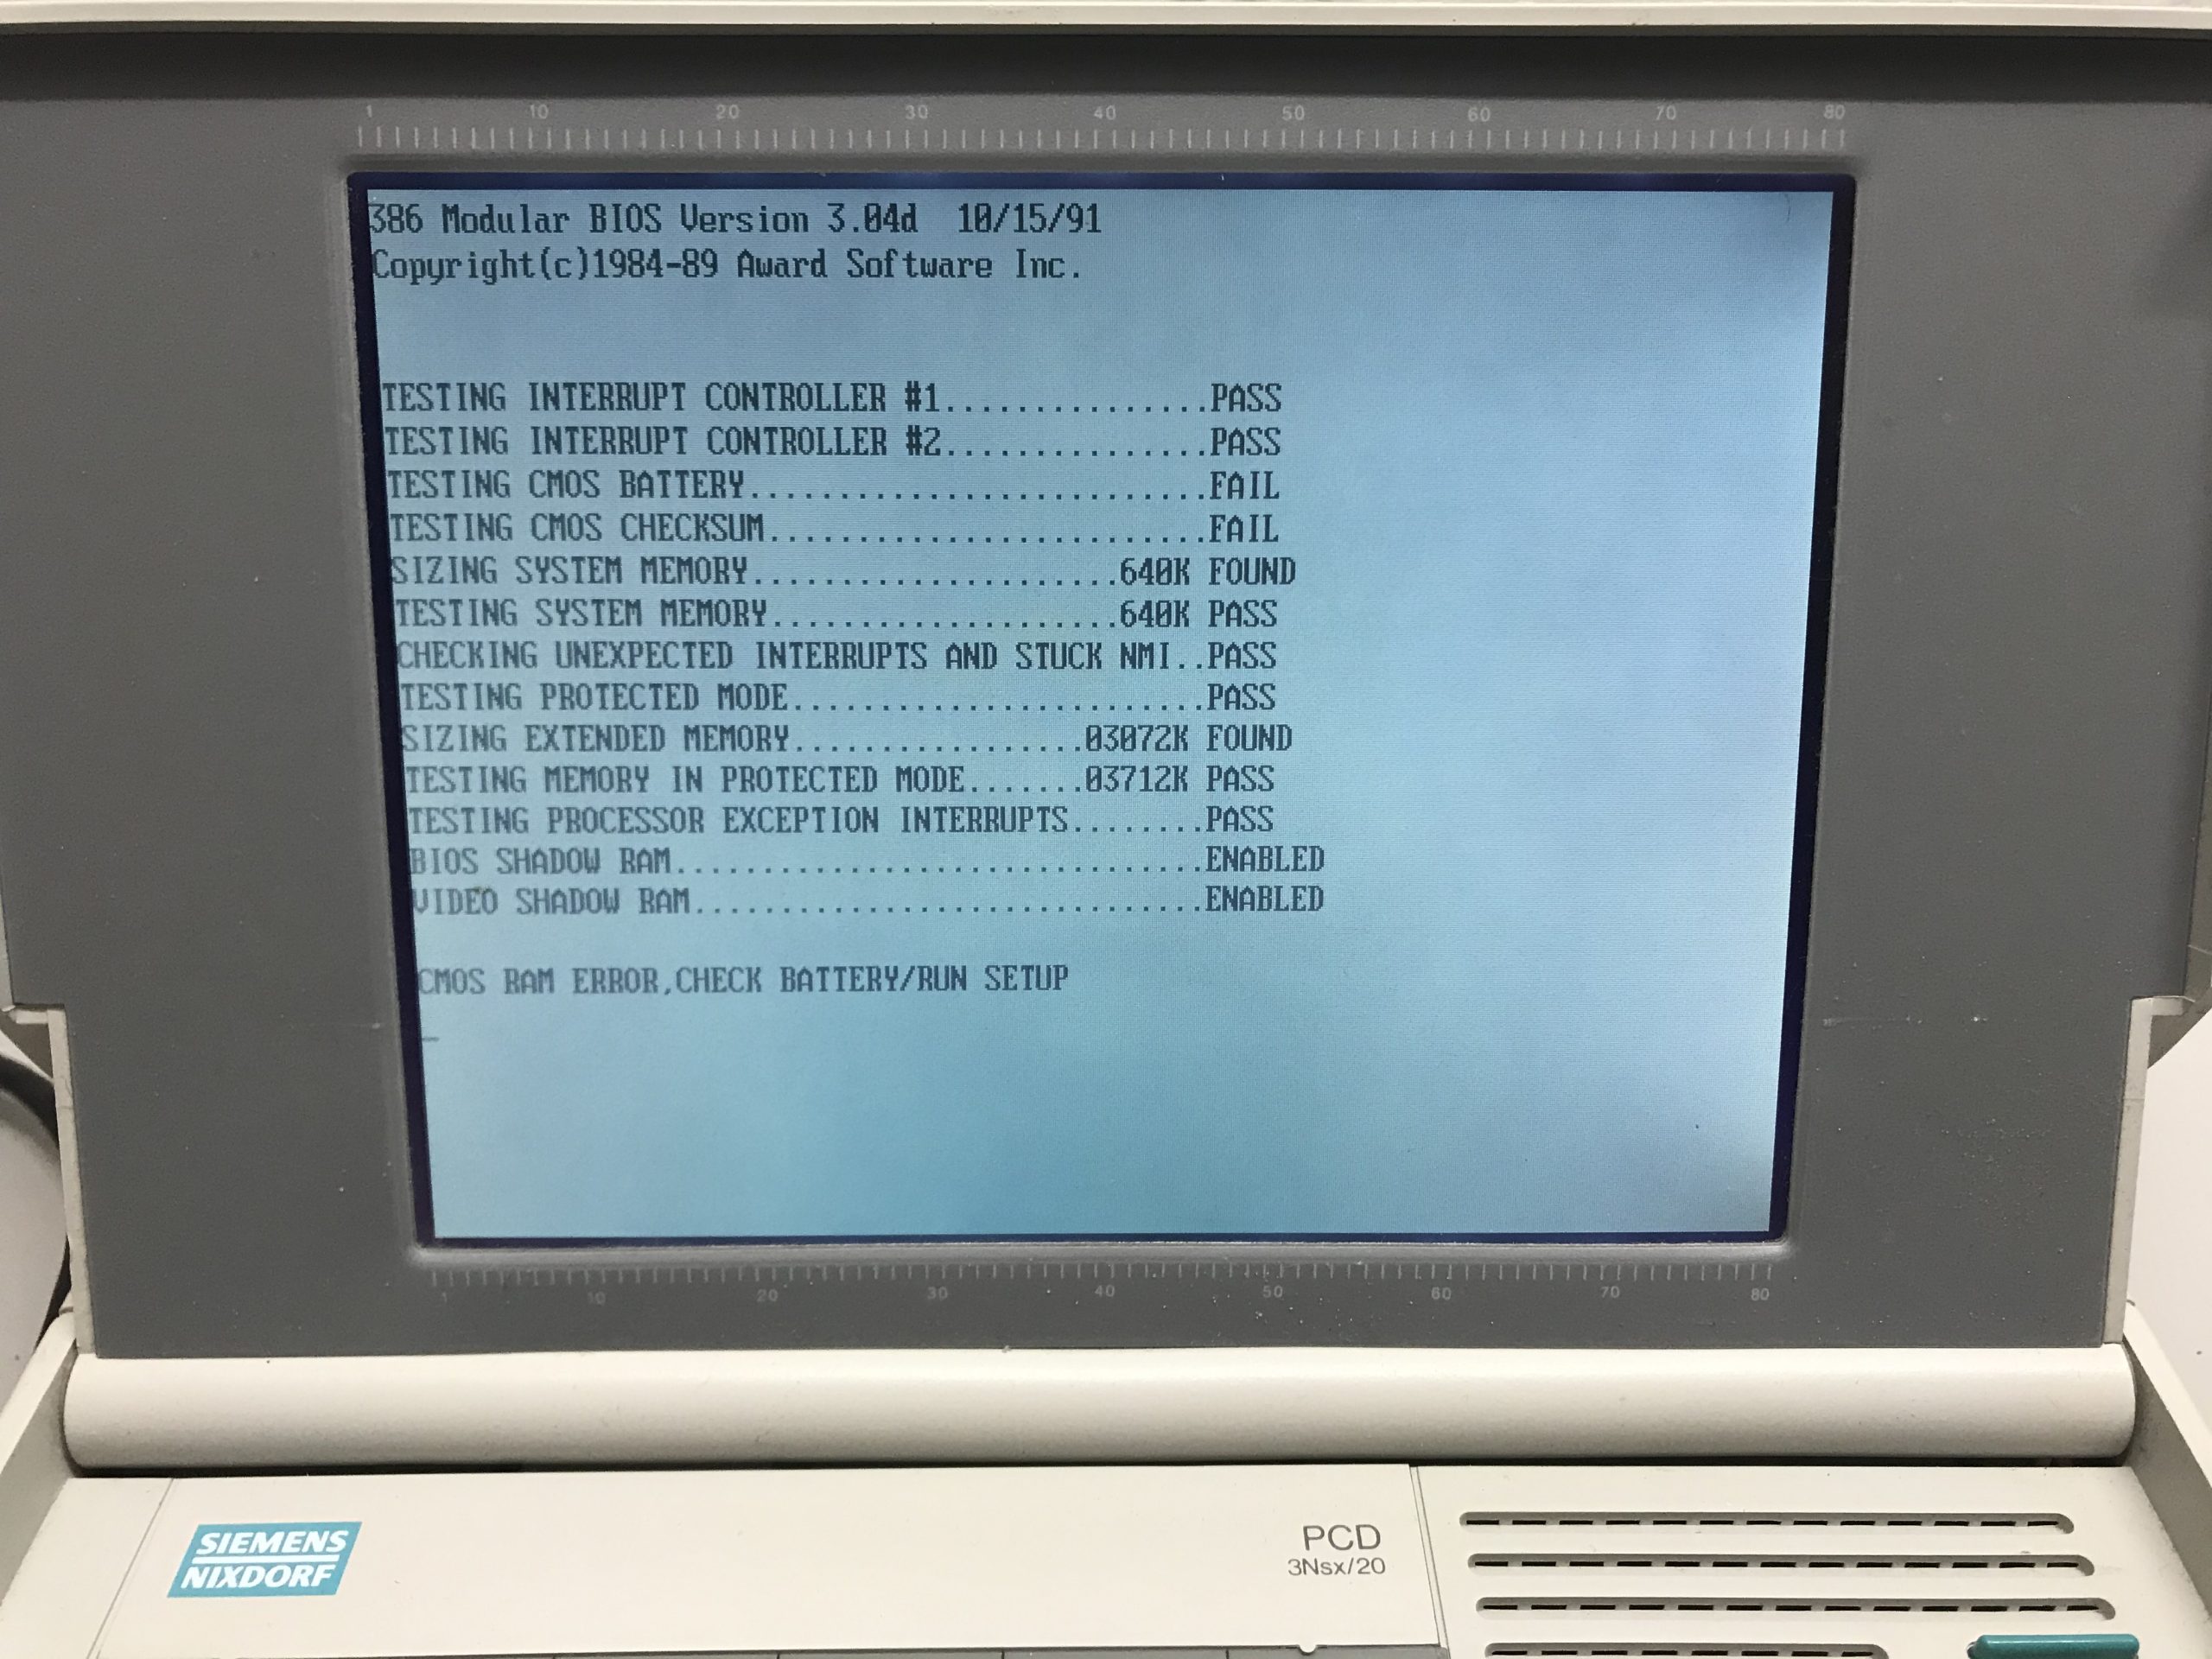 1 10 20 30 40 50 60 70 80
386 Modular BIOS Version 3.04d  10/15/91
Copyright(c)1984-89 Award Software Inc.
TESTING INTERRUPT CONTROLLER #1...............PASS
TESTING INTERRUPT CONTROLLER #2...............PASS
TESTING CMOS BATTERY..........................FAIL
TESTING CMOS CHECKSUM.........................FAIL
SIZING SYSTEM MEMORY.....................640K FOUND
TESTING SYSTEM MEMORY....................640K PASS
CHECKING UNEXPECTED INTERRUPTS AND STUCK NMI..PASS
TESTING PROTECTED MODE........................PASS
SIZING EXTENDED MEMORY.................03072K FOUND
TESTING MEMORY IN PROTECTED MODE.......03712K PASS
TESTING PROCESSOR EXCEPTION INTERRUPTS........PASS
BIOS SHADOW RAM...............................ENABLED
VIDEO SHADOW RAM..............................ENABLED
CMOS RAM ERROR,CHECK BATTERY/RUN SETUP
_
1 10 20 30 40 50 60 70 80
SIEMENS
NIXDORF
PCD
3Nsx/20